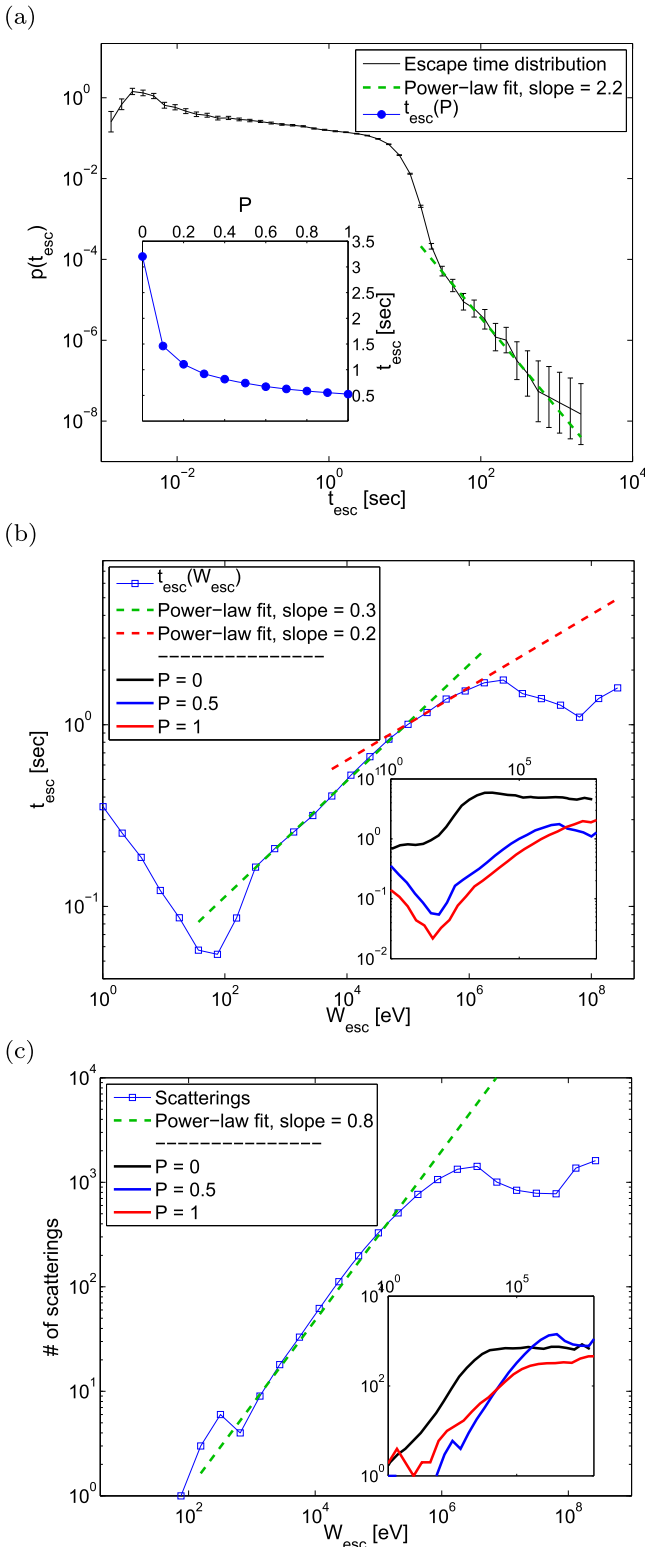 (a)
Escape time distribution
Power−law fit, slope = 2.2
t_esc(P)
10^0
10^−2
10^−4
10^−6
10^−8
p(t_esc)
P
0 0.2 0.4 0.6 0.8 1
3.5
3
2.5
2
1.5
1
0.5
t_esc [sec]
10^−2 10^0 10^2 10^4
t_esc [sec]
(b)
t_esc(W_esc)
Power−law fit, slope = 0.3
Power−law fit, slope = 0.2
−−−−−−−−−−−−−−−
P = 0
P = 0.5
P = 1
10^0
10^−1
t_esc [sec]
10^0 10^5
10^1
10^0
10^−1
10^−2
10^0 10^2 10^4 10^6 10^8
W_esc [eV]
(c)
Scatterings
Power−law fit, slope = 0.8
−−−−−−−−−−−−−−−
P = 0
P = 0.5
P = 1
10^4
10^3
10^2
10^1
10^0
# of scatterings
10^0 10^5
10^4
10^2
10^0
10^2 10^4 10^6 10^8
W_esc [eV]